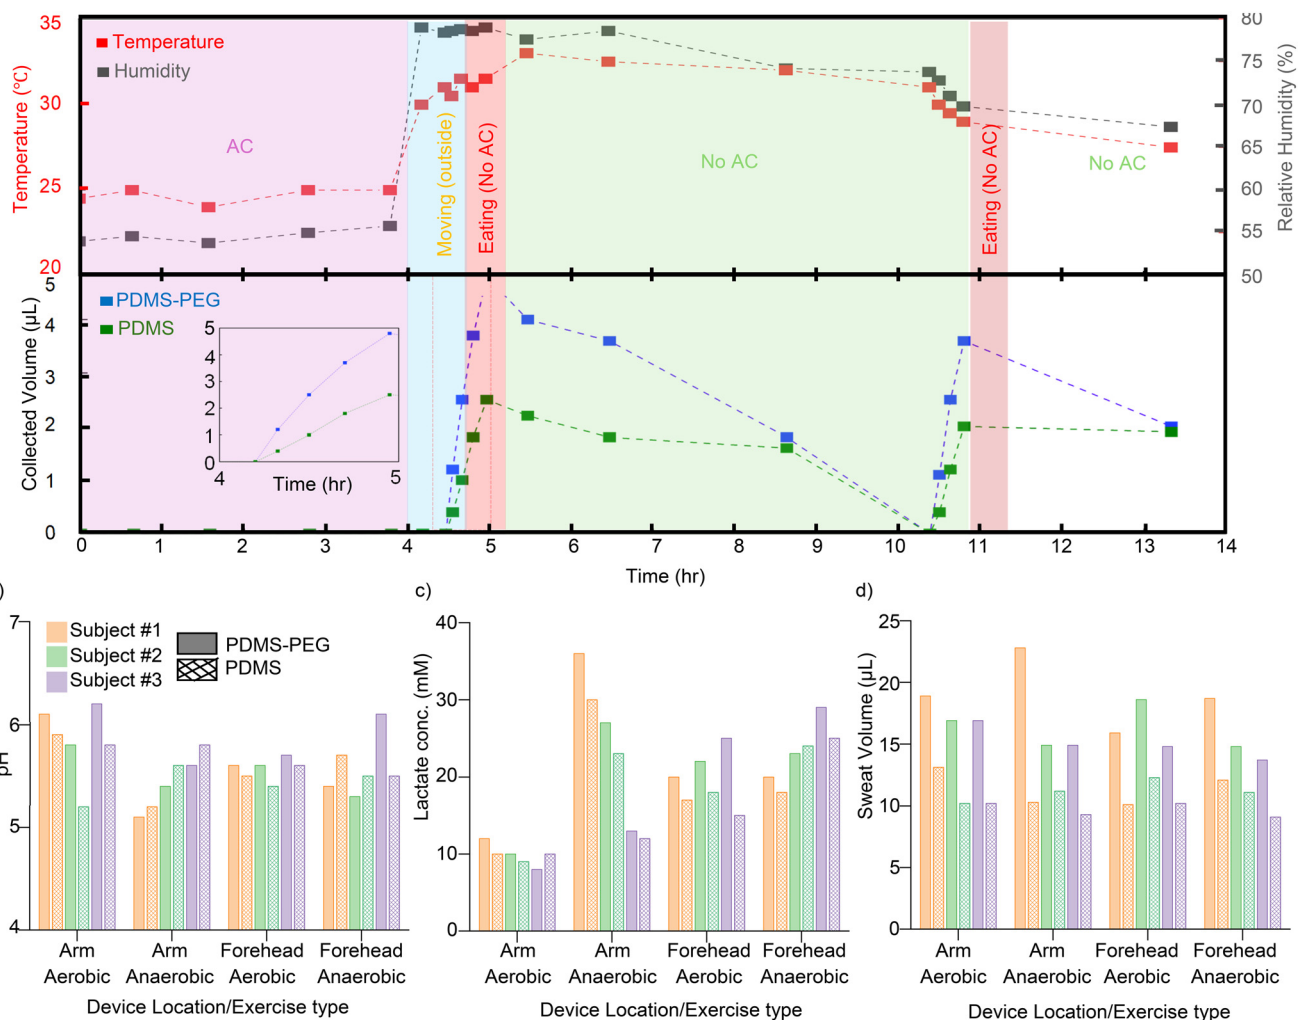 35
30
25
20
Temperature (°C)
Temperature
Humidity
AC
Moving (outside)
Eating (No AC)
No AC
Eating (No AC)
No AC
80
75
70
65
60
55
50
Relative Humidity (%)
5
4
3
2
1
0
Collected Volume (µL)
PDMS-PEG
PDMS
5
4
3
2
1
0
4 5
Time (hr)
0 1 2 3 4 5 6 7 8 9 10 11 12 13 14
Time (hr)
)
7
6
5
4
pH
Subject #1
Subject #2
Subject #3
PDMS-PEG
PDMS
Arm Arm Forehead Forehead
Aerobic Anaerobic Aerobic Anaerobic
Device Location/Exercise type
c)
40
30
20
10
0
Lactate conc. (mM)
Arm Arm Forehead Forehead
Aerobic Anaerobic Aerobic Anaerobic
Device Location/Exercise type
d)
25
20
15
10
5
0
Sweat Volume (µL)
Arm Arm Forehead Forehead
Aerobic Anaerobic Aerobic Anaerobic
Device Location/Exercise type